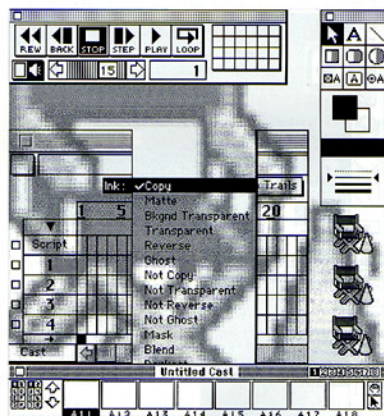 REW BACK STOP STEP PLAY LOOP
15 1
A
A A A
Ink: ✓Copy
Trails
Matte
Bkgnd Transparent
Transparent
Reverse
Ghost
Not Copy
Not Transparent
Not Reverse
Not Ghost
Mask
Blend
1 5 20
Script
1
2
3
4
Cast
Untitled Cast
A11 A12 A13 A14 A15 A16 A17 A18